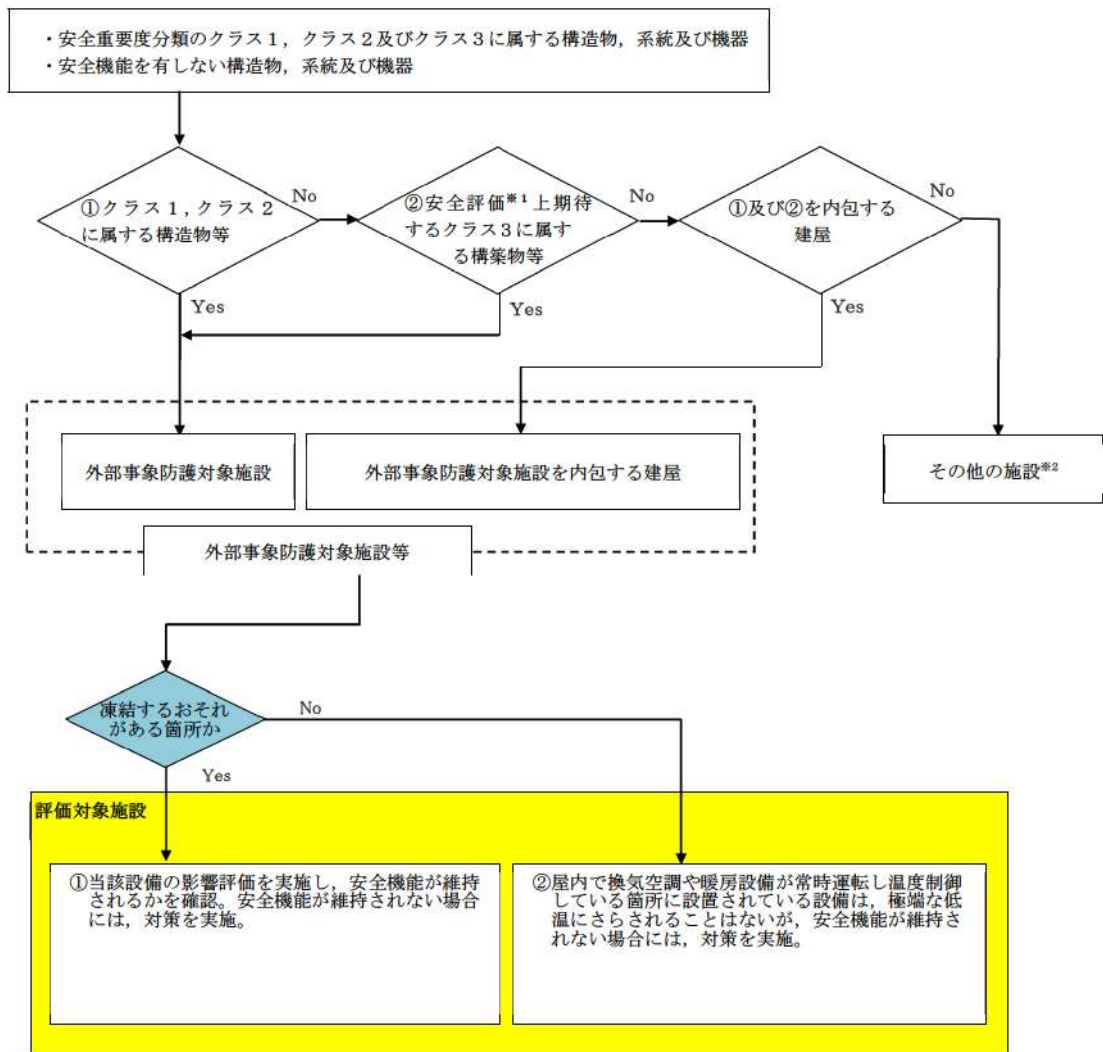 ・安全重要度分類のクラス１，クラス２及びクラス３に属する構造物，系統及び機器
・安全機能を有しない構造物，系統及び機器
①クラス１,クラス２
に属する構造物等
No
②安全評価※１上期待
するクラス３に属す
る構築物等
No
①及び②を内包する
建屋
No
Yes
Yes
Yes
外部事象防護対象施設
外部事象防護対象施設を内包する建屋
その他の施設※2
外部事象防護対象施設等
凍結するおそれ
がある箇所か
No
Yes
評価対象施設
①当該設備の影響評価を実施し，安全機能が維持
されるかを確認。安全機能が維持されない場合
には，対策を実施。
②屋内で換気空調や暖房設備が常時運転し温度制御
している箇所に設置されている設備は，極端な低
温にさらされることはないが，安全機能が維持さ
れない場合には，対策を実施。